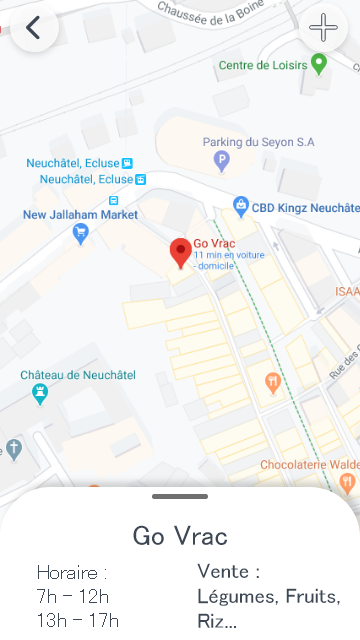 Chaussée de la Boine
Centre de Loisirs
Parking du Seyon S.A
P
Neuchâtel, Ecluse
Neuchâtel, Ecluse
New Jallaham Market
CBD Kingz Neuchâte
Go Vrac
11 min en voiture
- domicile
ISAA
Rue des
Château de Neuchâtel
e
Chocolaterie Walde
Go Vrac
Horaire :
7h – 12h
13h – 17h
Vente :
Légumes, Fruits,
Riz...